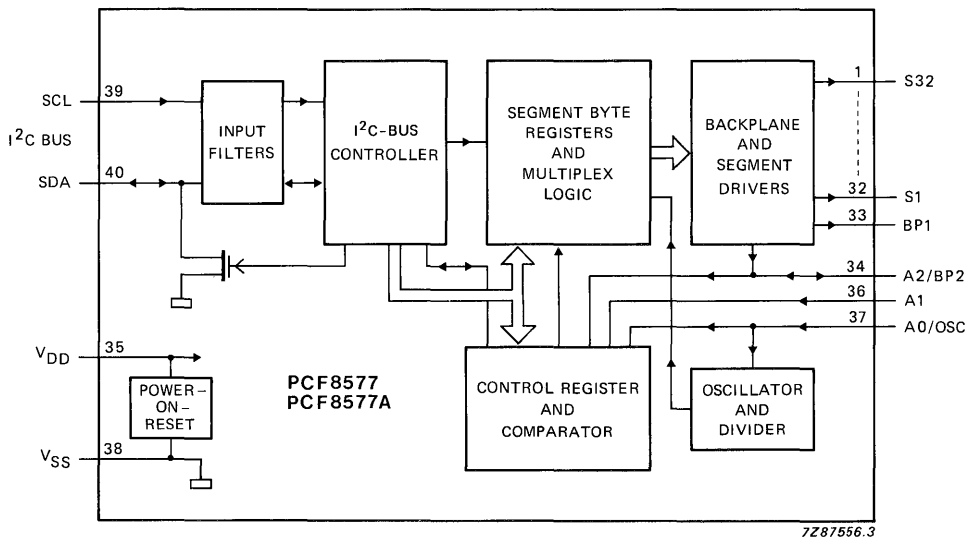 SCL
39
I²C BUS
SDA
40
INPUT
FILTERS
I²C-BUS
CONTROLLER
SEGMENT BYTE
REGISTERS
AND
MULTIPLEX
LOGIC
BACKPLANE
AND
SEGMENT
DRIVERS
1
S32
32
S1
33
BP1
34
A2/BP2
36
A1
37
A0/OSC
VDD
35
POWER–
ON–
RESET
VSS
38
PCF8577
PCF8577A
CONTROL REGISTER
AND
COMPARATOR
OSCILLATOR
AND
DIVIDER
7Z87556.3